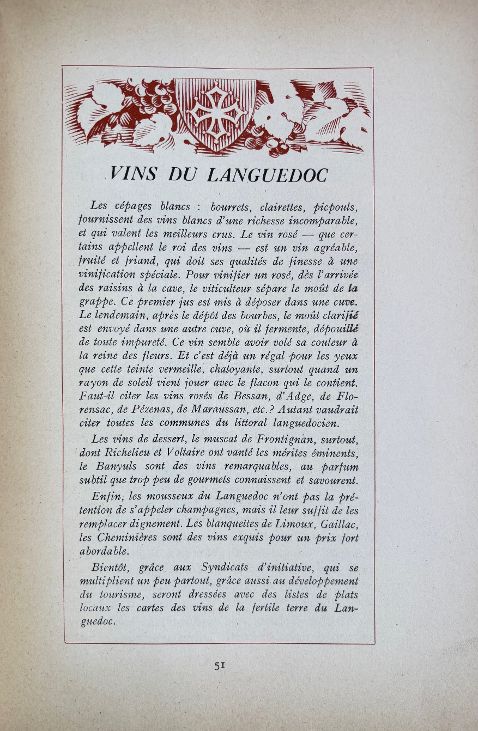 VINS DU LANGUEDOC
Les cépages blancs : bourrets, clairettes, picpouls,
fournissent des vins blancs d'une richesse incomparable,
et qui valent les meilleurs crus. Le vin rosé — que cer-
tains appellent le roi des vins — est un vin agréable,
fruité et friand, qui doit ses qualités de finesse à une
vinification spéciale. Pour vinifier un rosé, dès l'arrivée
des raisins à la cave, le viticulteur sépare le moût de la
grappe. Ce premier jus est mis à déposer dans une cuve.
Le lendemain, après le dépôt des bourbes, le moût clarifié
est envoyé dans une autre cuve, où il fermente, dépouillé
de toute impureté. Ce vin semble avoir volé sa couleur à
la reine des fleurs. Et c'est déjà un régal pour les yeux
que cette teinte vermeille, chatoyante, surtout quand un
rayon de soleil vient jouer avec le flacon qui le contient.
Faut-il citer les vins rosés de Bessan, d'Adge, de Flo-
rensac, de Pézenas, de Maraussan, etc.? Autant vaudrait
citer toutes les communes du littoral languedocien.
Les vins de dessert, le muscat de Frontignan, surtout,
dont Richelieu et Voltaire ont vanté les mérites éminents,
le Banyuls sont des vins remarquables, au parfum
subtil que trop peu de gourmets connaissent et savourent.
Enfin, les mousseux du Languedoc n'ont pas la pré-
tention de s'appeler champagnes, mais il leur suffit de les
remplacer dignement. Les blanquettes de Limoux, Gaillac,
les Cheminières sont des vins exquis pour un prix fort
abordable.
Bientôt, grâce aux Syndicats d'initiative, qui se
multiplient un peu partout, grâce aussi au développement
du tourisme, seront dressées avec des listes de plats
locaux les cartes des vins de la fertile terre du Lan-
guedoc.
51